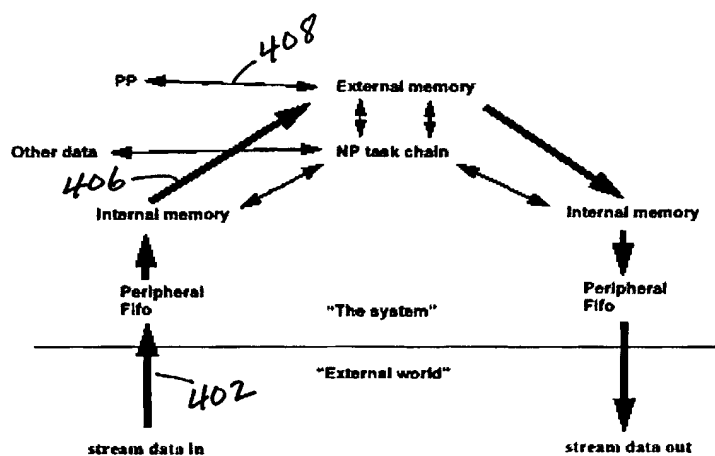 408
PP
External memory
Other data
NP task chain
406
Internal memory
Internal memory
Peripheral
Fifo
Peripheral
Fifo
"The system"
"External world"
402
stream data in
stream data out